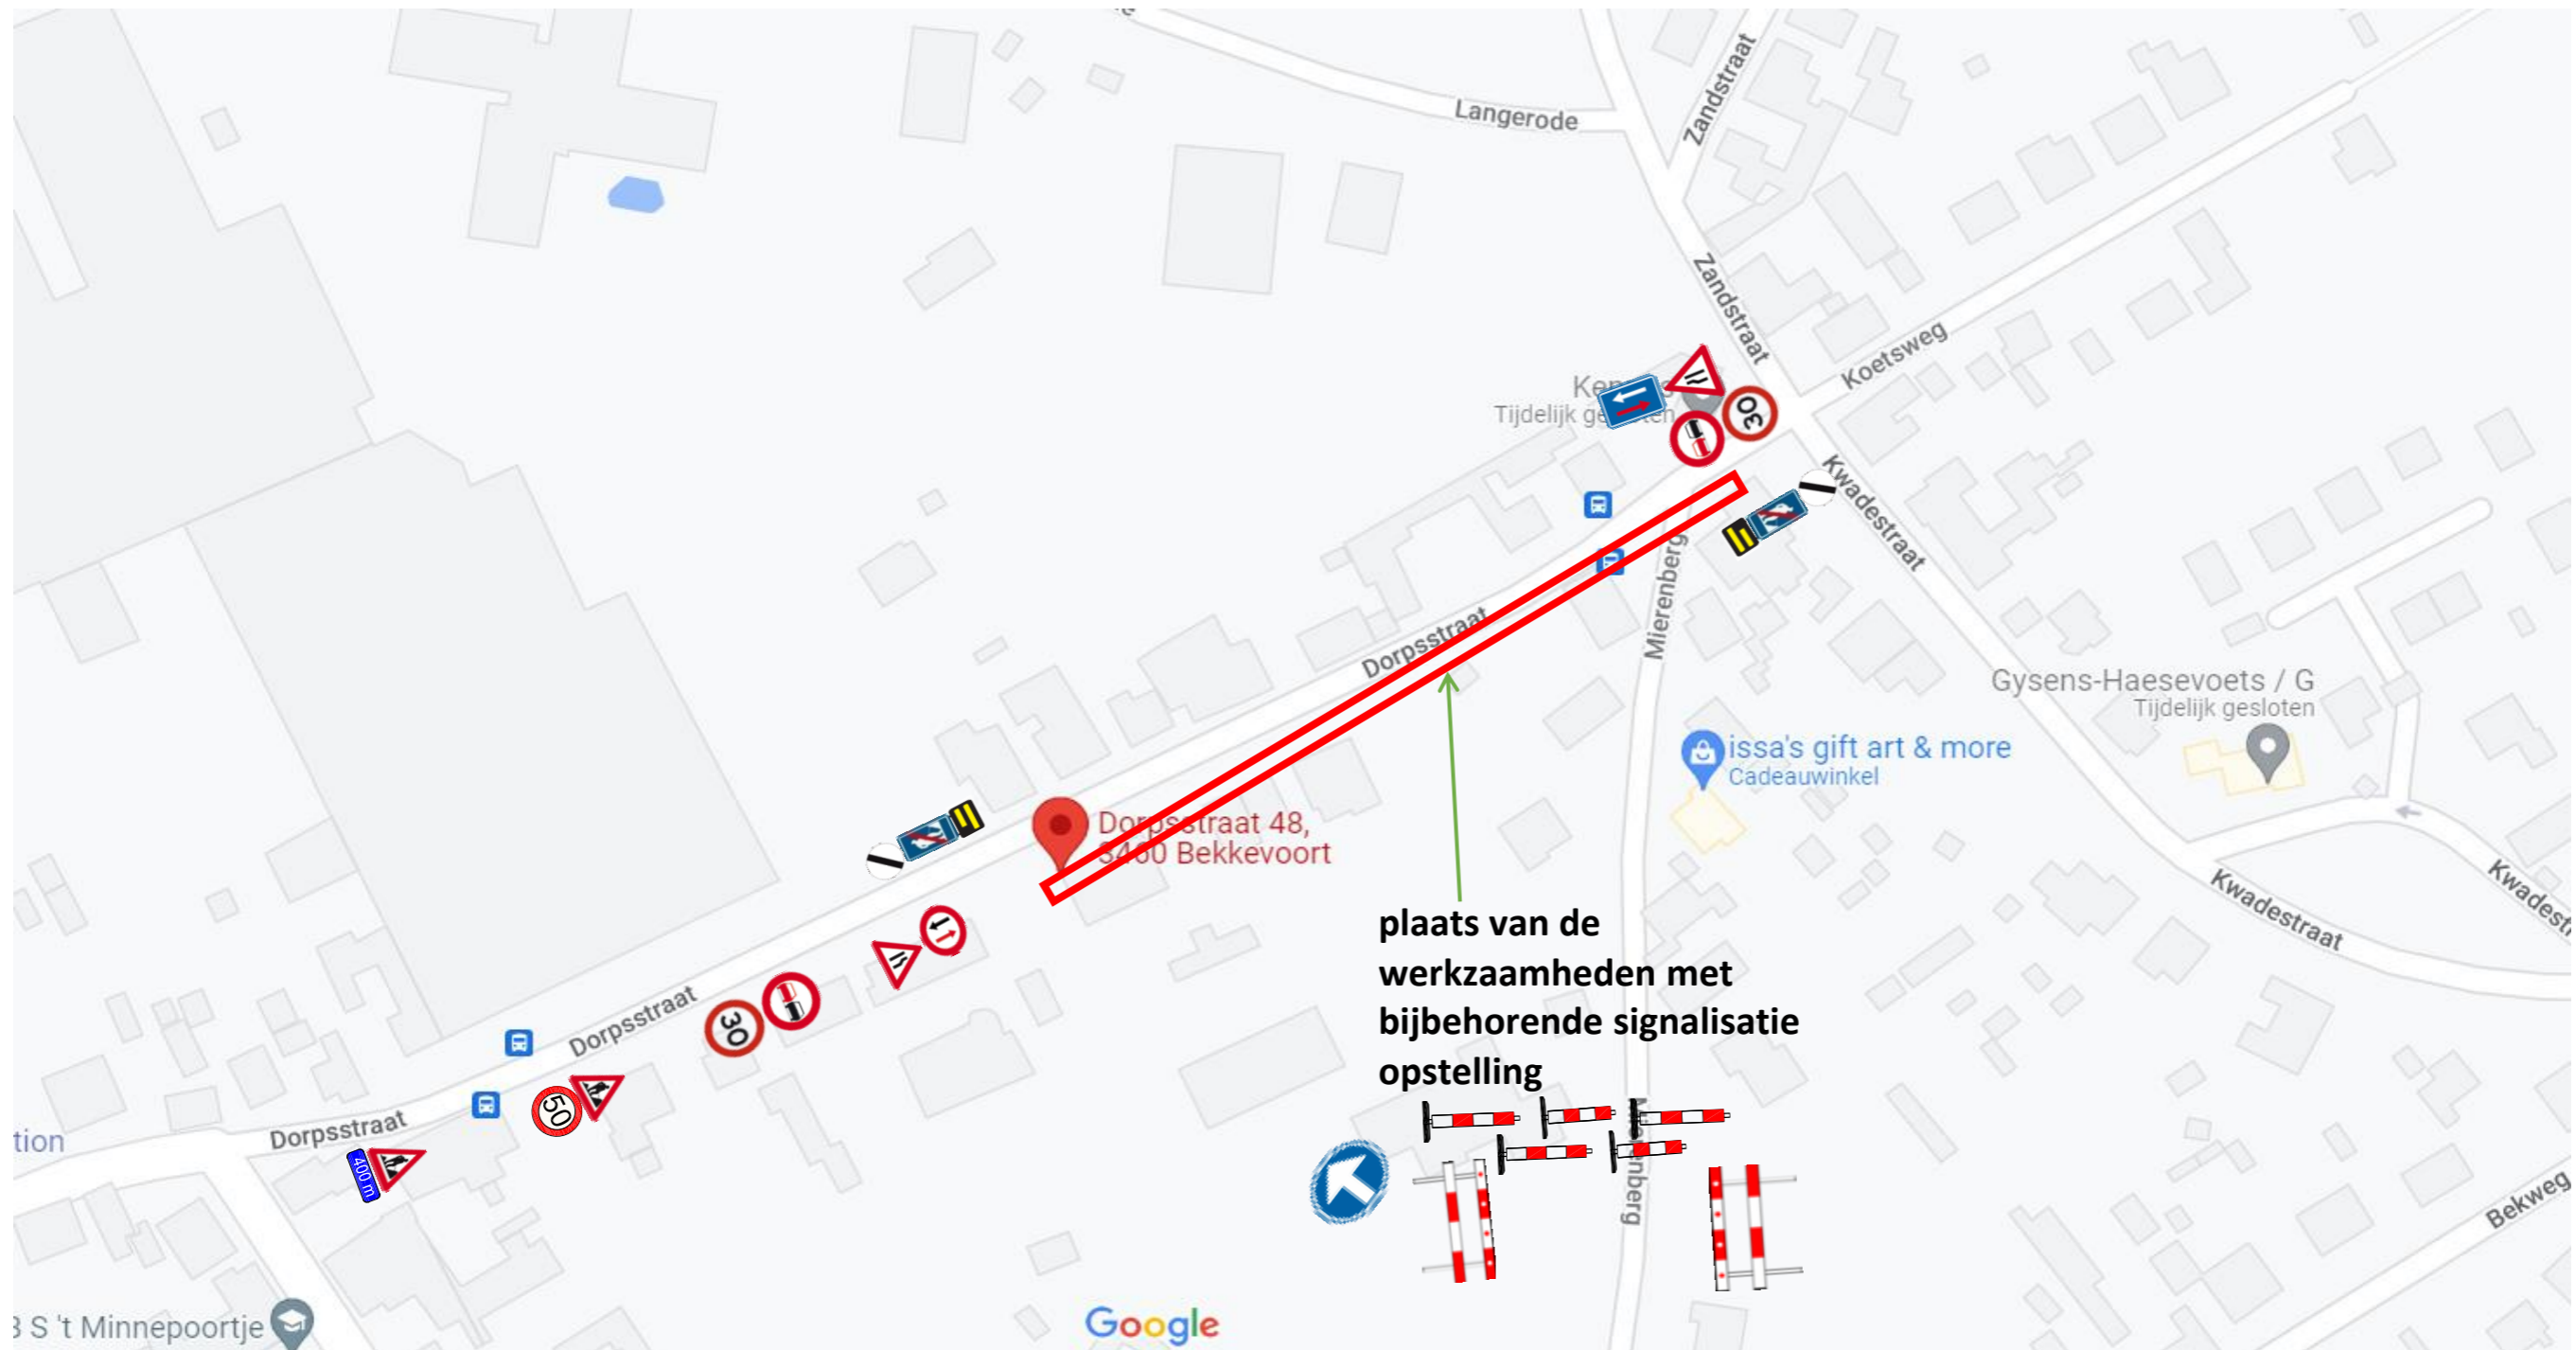 Langerode
Zandstraat
Zandstraat
Koetsweg
Tijdelijk
30
Kwadestraat
Mierenberg
Dorpsstraat
Gysens-Haesevoets / G
Tijdelijk gesloten
issa's gift art & more
Cadeauwinkel
Dorpsstraat 48,
3460 Bekkevoort
Kwadestraat
plaats van de
werkzaamheden met
bijbehorende signalisatie
opstelling
Dorpsstraat
30
50
Dorpsstraat
400 m
tion
Mierenberg
Bekweg
S 't Minnepoortje
Google